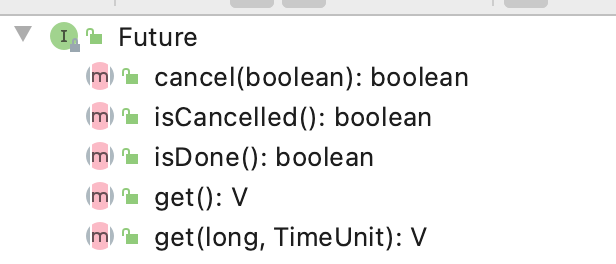 Future
cancel(boolean): boolean
isCancelled(): boolean
isDone(): boolean
get(): V
get(long, TimeUnit): V